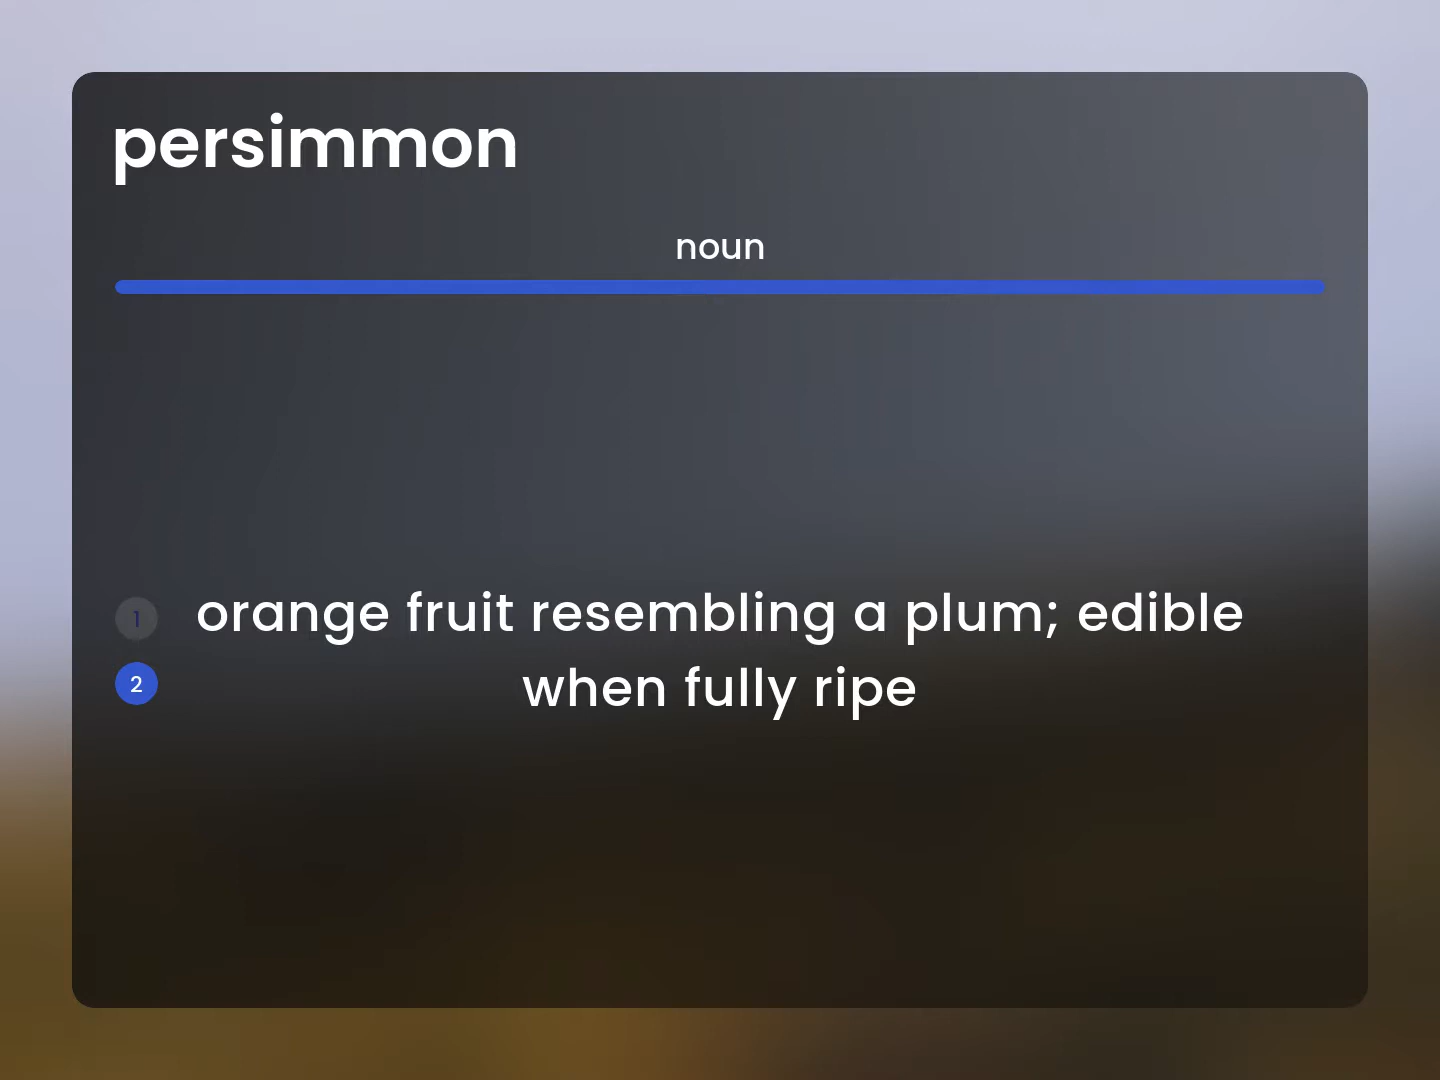 persimmon
noun
1
orange fruit resembling a plum; edible
2
when fully ripe